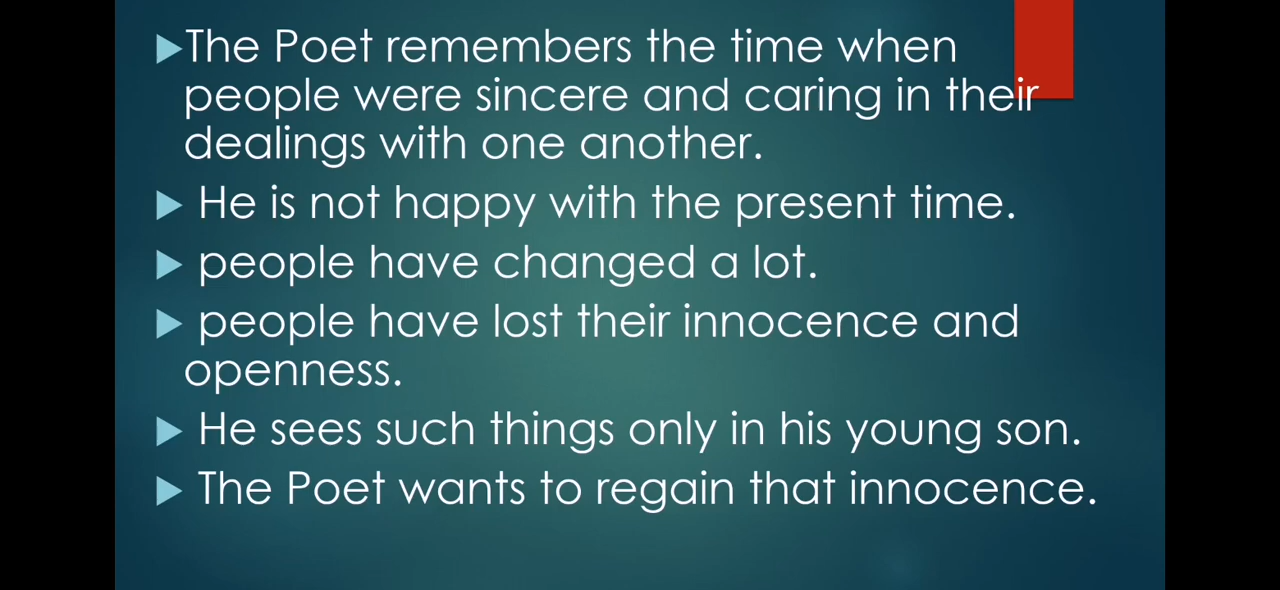 ▶The Poet remembers the time when
people were sincere and caring in their
dealings with one another.
▶ He is not happy with the present time.
▶ people have changed a lot.
▶ people have lost their innocence and
openness.
▶ He sees such things only in his young son.
▶ The Poet wants to regain that innocence.